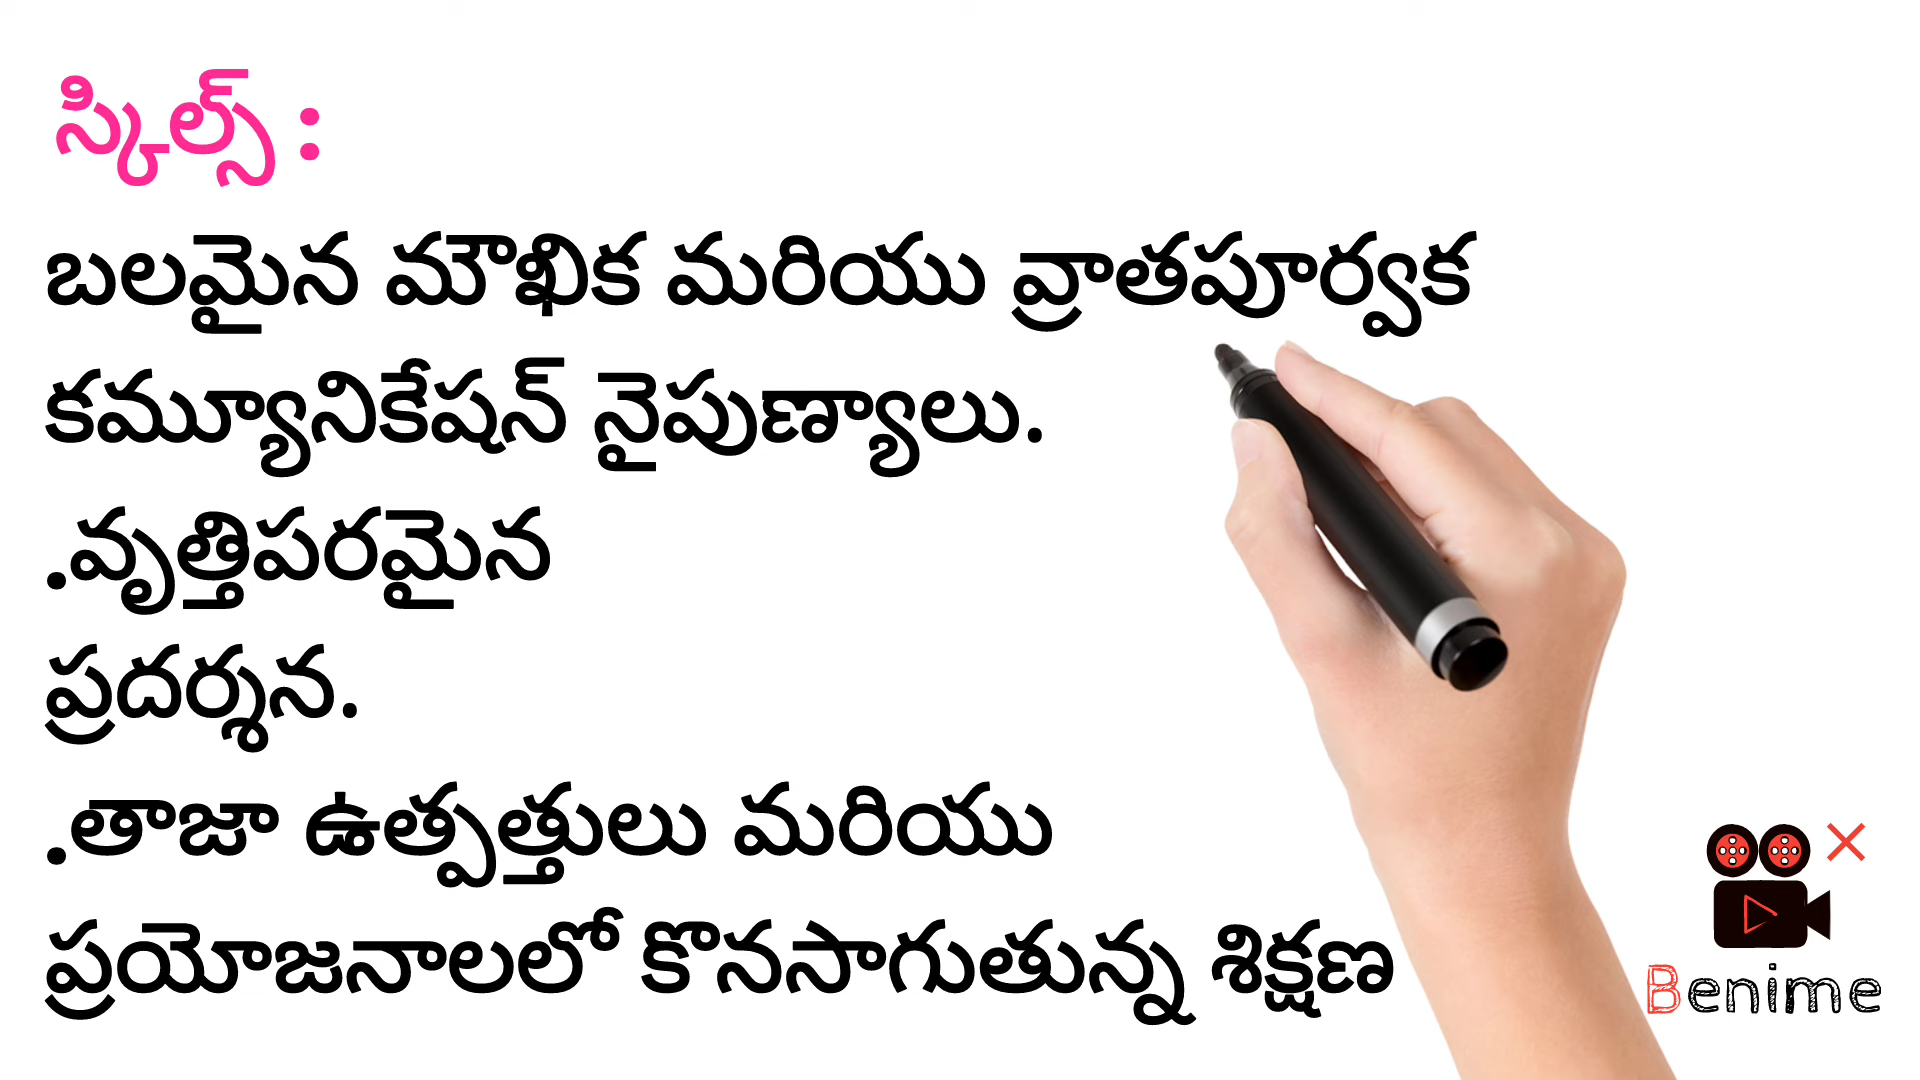 స్కిల్స్ :
బలమైన మౌఖిక మరియు వ్రాతపూర్వక
కమ్యూనికేషన్ నైపుణ్యాలు.
.వృత్తిపరమైన
ప్రదర్శన.
.తాజా ఉత్పత్తులు మరియు
ప్రయోజనాలలో కొనసాగుతున్న శిక్షణ
Benime